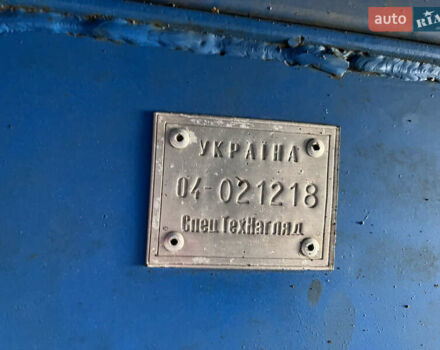 auto RIA
УКРАЇНА
04-021218
СпецТехНагляд